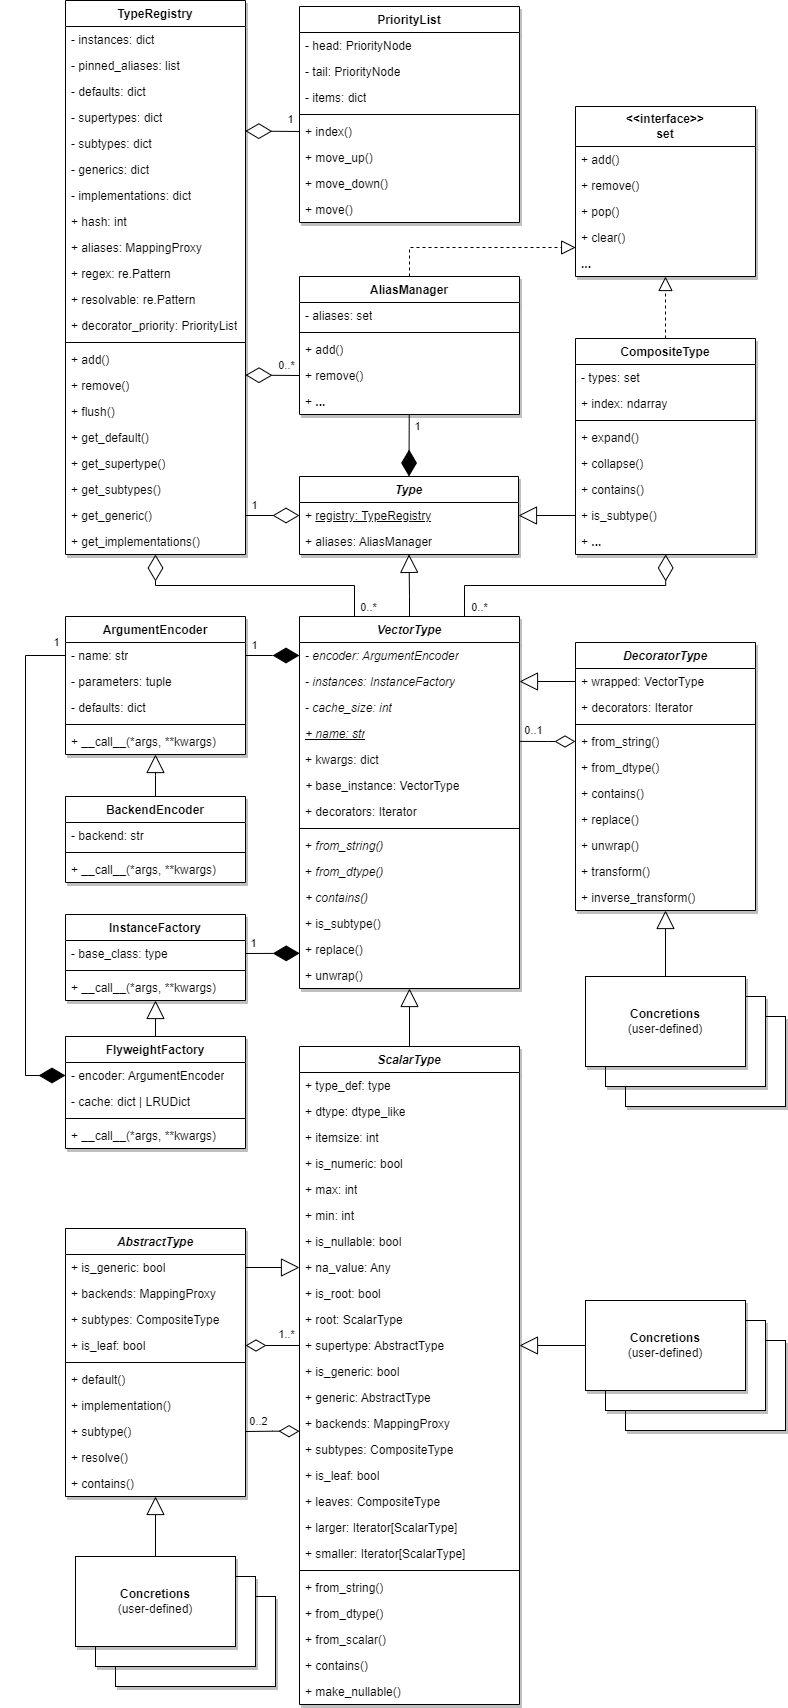 TypeRegistry
- instances: dict
- pinned_aliases: list
- defaults: dict
- supertypes: dict
- subtypes: dict
- generics: dict
- implementations: dict
+ hash: int
+ aliases: MappingProxy
+ regex: re.Pattern
+ resolvable: re.Pattern
+ decorator_priority: PriorityList
+ add()
+ remove()
+ flush()
+ get_default()
+ get_supertype()
+ get_subtypes()
+ get_generic()
+ get_implementations()
1
0..*
1
0..*
PriorityList
- head: PriorityNode
- tail: PriorityNode
- items: dict
+ index()
+ move_up()
+ move_down()
+ move()
<<interface>>
set
+ add()
+ remove()
+ pop()
+ clear()
...
AliasManager
- aliases: set
+ add()
+ remove()
+ ...
1
CompositeType
- types: set
+ index: ndarray
+ expand()
+ collapse()
+ contains()
+ is_subtype()
+ ...
0..*
Type
+ registry: TypeRegistry
+ aliases: AliasManager
ArgumentEncoder
- name: str
- parameters: tuple
- defaults: dict
+ __call__(*args, **kwargs)
1
1
BackendEncoder
- backend: str
+ __call__(*args, **kwargs)
InstanceFactory
- base_class: type
+ __call__(*args, **kwargs)
1
FlyweightFactory
- encoder: ArgumentEncoder
- cache: dict | LRUDict
+ __call__(*args, **kwargs)
VectorType
- encoder: ArgumentEncoder
- instances: InstanceFactory
- cache_size: int
+ name: str
+ kwargs: dict
+ base_instance: VectorType
+ decorators: Iterator
+ from_string()
+ from_dtype()
+ contains()
+ is_subtype()
+ replace()
+ unwrap()
0..1
DecoratorType
+ wrapped: VectorType
+ decorators: Iterator
+ from_string()
+ from_dtype()
+ contains()
+ replace()
+ unwrap()
+ transform()
+ inverse_transform()
Concretions
(user-defined)
ScalarType
+ type_def: type
+ dtype: dtype_like
+ itemsize: int
+ is_numeric: bool
+ max: int
+ min: int
+ is_nullable: bool
+ na_value: Any
+ is_root: bool
+ root: ScalarType
+ supertype: AbstractType
+ is_generic: bool
+ generic: AbstractType
+ backends: MappingProxy
+ subtypes: CompositeType
+ is_leaf: bool
+ leaves: CompositeType
+ larger: Iterator[ScalarType]
+ smaller: Iterator[ScalarType]
+ from_string()
+ from_dtype()
+ from_scalar()
+ contains()
+ make_nullable()
AbstractType
+ is_generic: bool
+ backends: MappingProxy
+ subtypes: CompositeType
+ is_leaf: bool
+ default()
+ implementation()
+ subtype()
+ resolve()
+ contains()
1..*
0..2
Concretions
(user-defined)
Concretions
(user-defined)